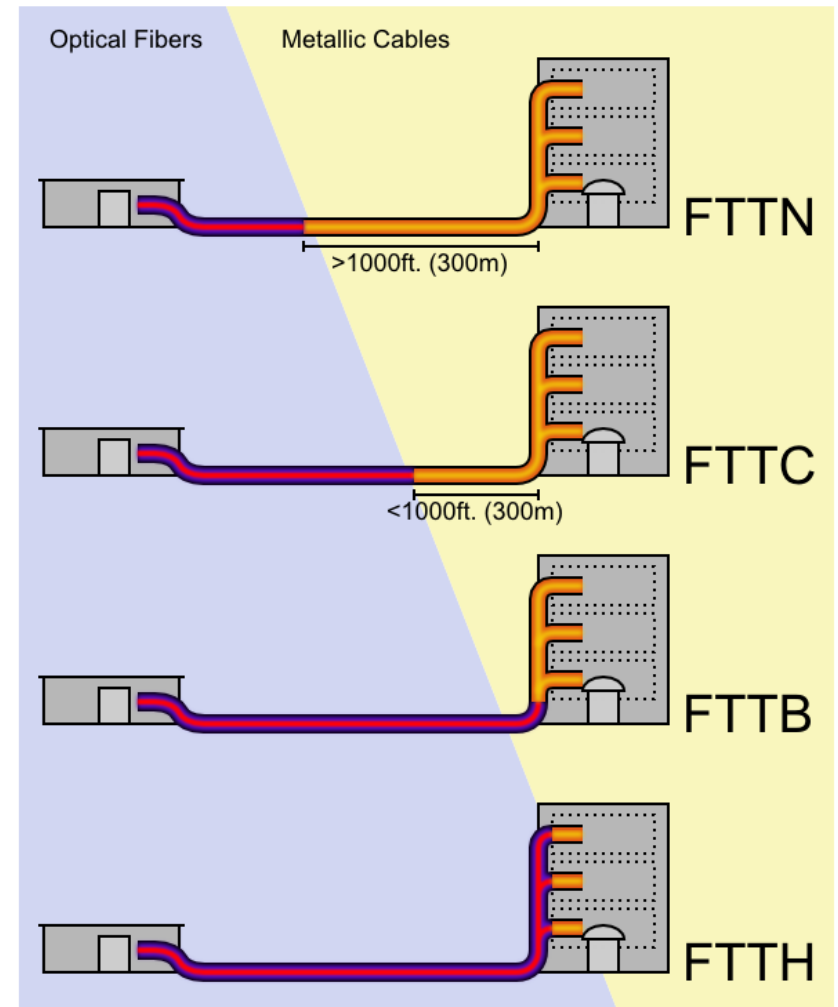 Optical Fibers
Metallic Cables
FTTN
>1000ft. (300m)
FTTC
<1000ft. (300m)
FTTB
FTTH